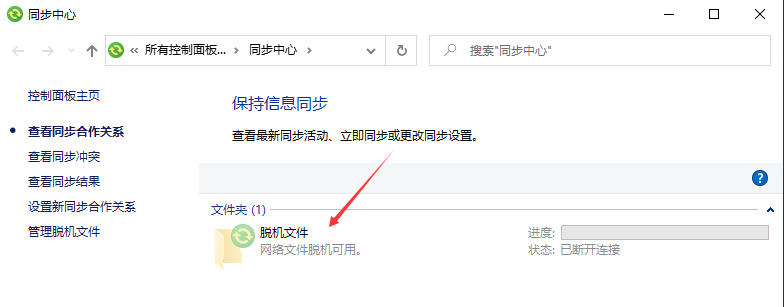 同步中心
« 所有控制面板... › 同步中心 ›
搜索"同步中心"
控制面板主页
查看同步合作关系
查看同步冲突
查看同步结果
设置新同步合作关系
管理脱机文件
保持信息同步
查看最新同步活动、立即同步或更改同步设置。
?
文件夹 (1)
脱机文件
网络文件脱机可用。
进度:
状态: 已断开连接